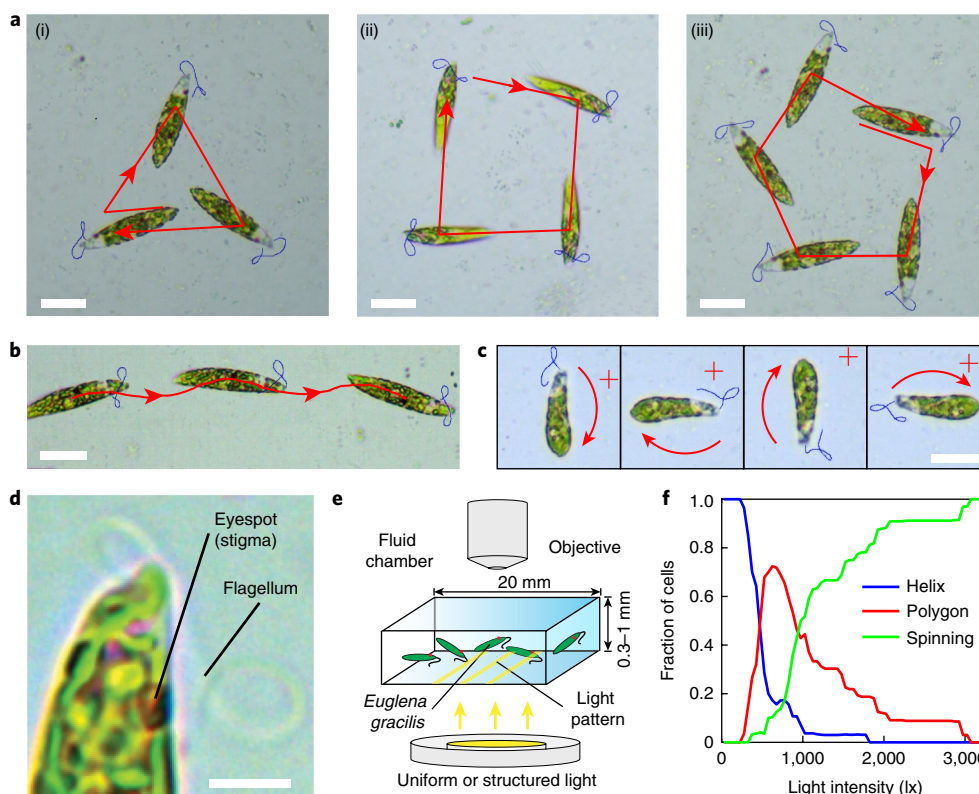 a
(i)
(ii)
(iii)
b
c
d
Eyespot
(stigma)
Flagellum
e
Fluid
chamber
Objective
20 mm
0.3–1 mm
Euglena
gracilis
Light
pattern
Uniform or structured light
f
Fraction of cells
1.0
0.8
0.6
0.4
0.2
0
Helix
Polygon
Spinning
0
1,000
2,000
Light intensity (lx)